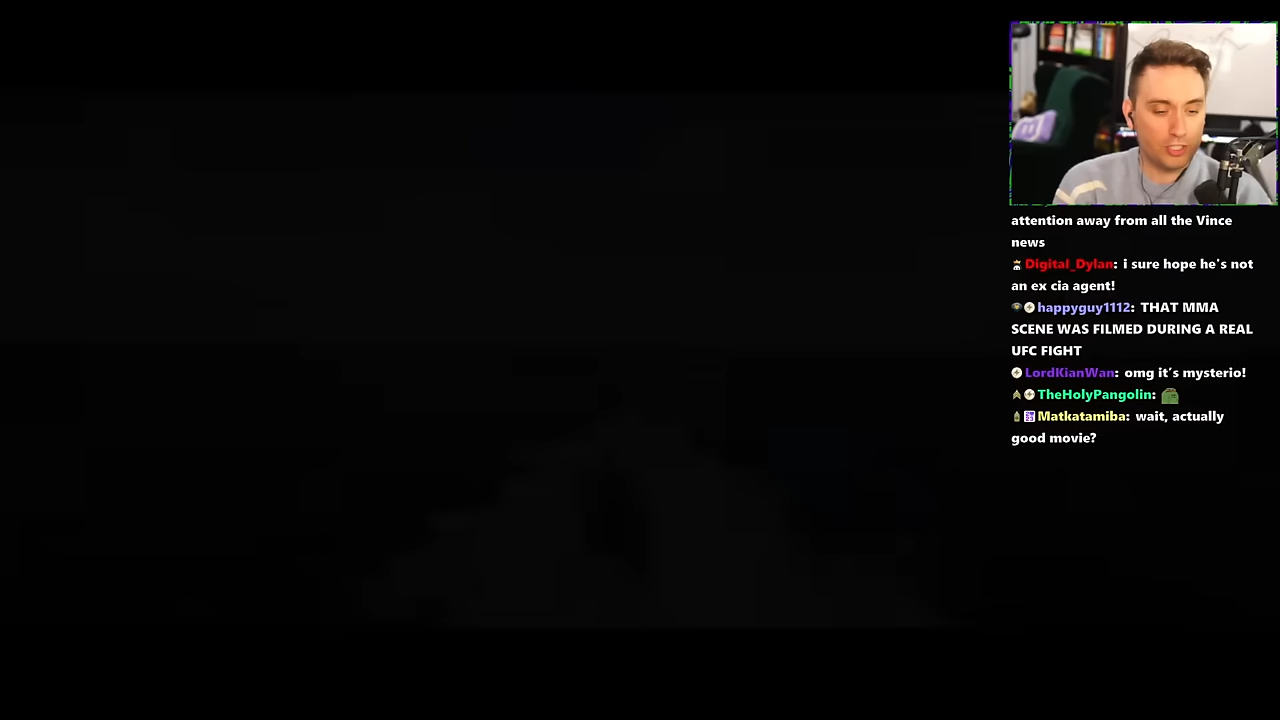 attention away from all the Vince
news
Digital_Dylan: i sure hope he's not
an ex cia agent!
happyguy1112: THAT MMA
SCENE WAS FILMED DURING A REAL
UFC FIGHT
LordKianWan: omg it's mysterio!
TheHolyPangolin:
Matkatamiba: wait, actually
good movie?